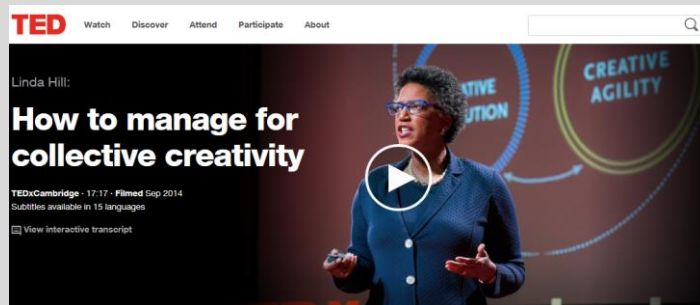 TED Watch Discover Attend Participate About
Linda Hill:
How to manage for
collective creativity
TEDxCambridge · 17:17 · Filmed Sep 2014
Subtitles available in 15 languages
View interactive transcript
CREATIVE
AGILITY